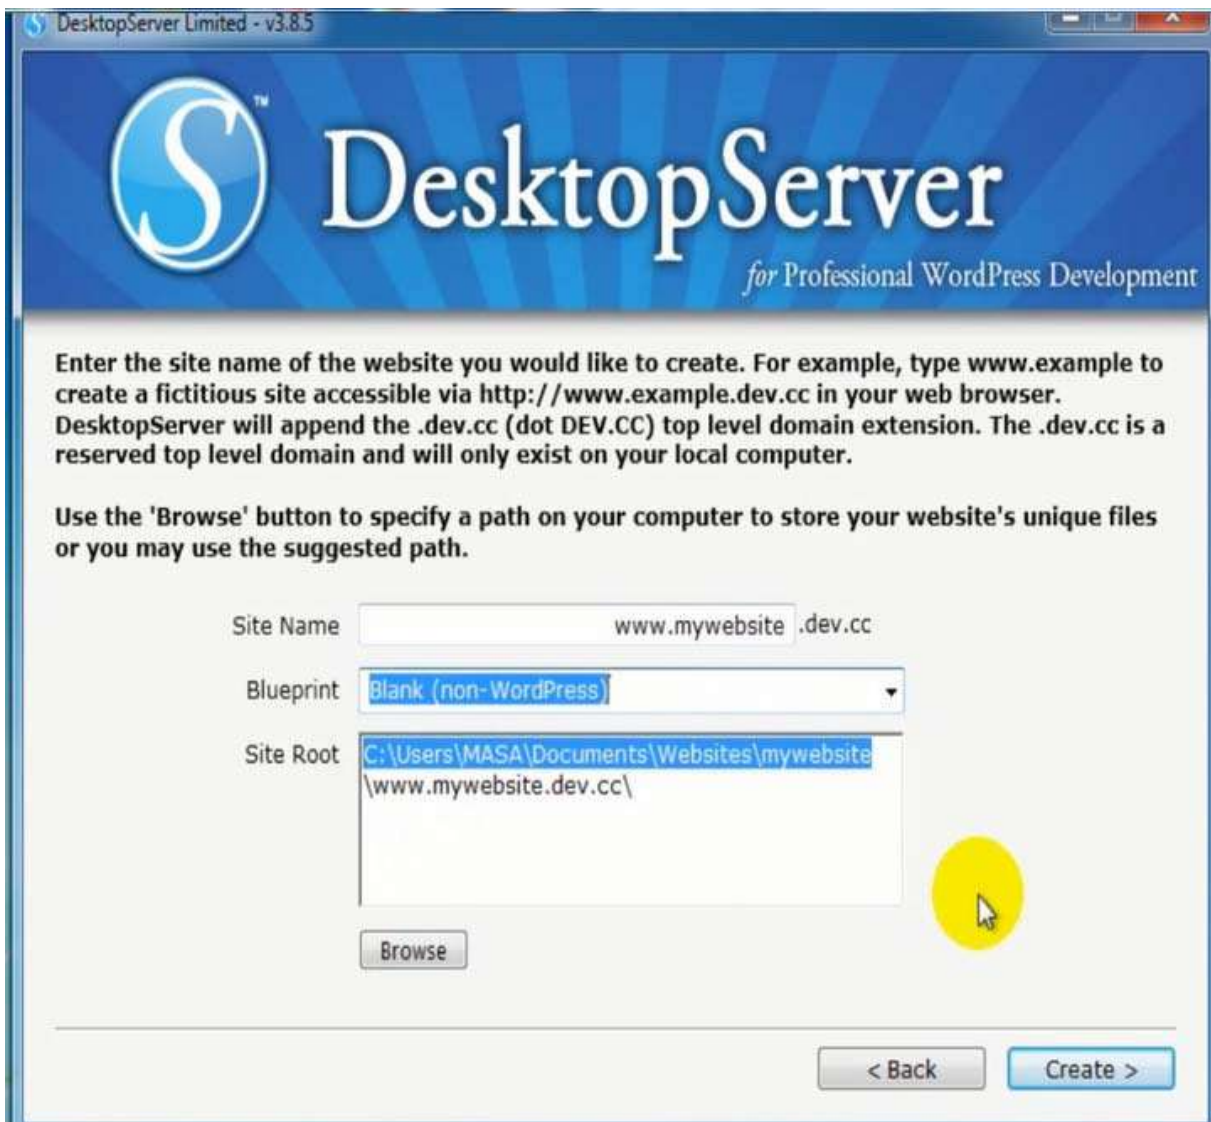 DesktopServer Limited - v3.8.5
S™
DesktopServer
for Professional WordPress Development
Enter the site name of the website you would like to create. For example, type www.example to
create a fictitious site accessible via http://www.example.dev.cc in your web browser.
DesktopServer will append the .dev.cc (dot DEV.CC) top level domain extension. The .dev.cc is a
reserved top level domain and will only exist on your local computer.
Use the 'Browse' button to specify a path on your computer to store your website's unique files
or you may use the suggested path.
Site Name www.mywebsite .dev.cc
Blueprint Blank (non-WordPress)
Site Root C:\Users\MASA\Documents\Websites\mywebsite
\www.mywebsite.dev.cc\
Browse
< Back Create >